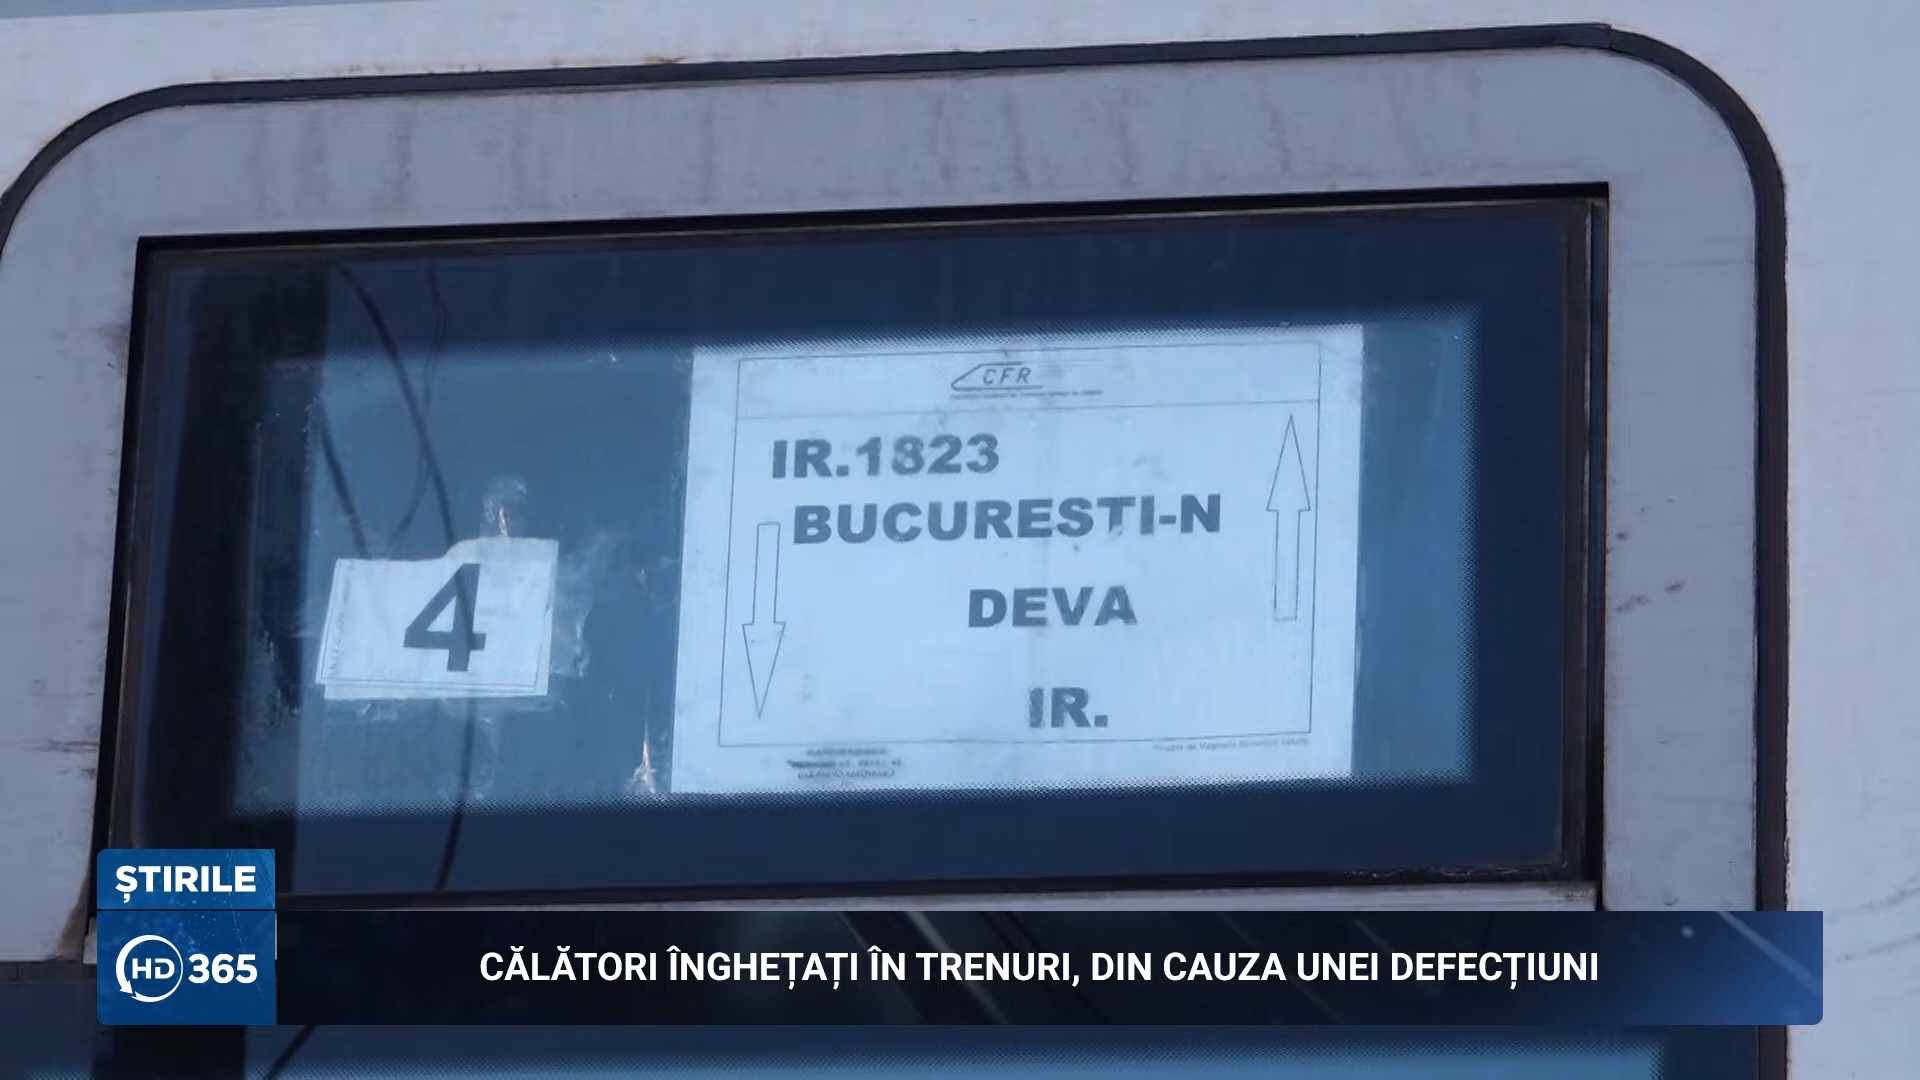 CFR
IR.1823
BUCURESTI-N
DEVA
IR.
4
ȘTIRILE
HD 365
CĂLĂTORI ÎNGHEȚAȚI ÎN TRENURI, DIN CAUZA UNEI DEFECȚIUNI